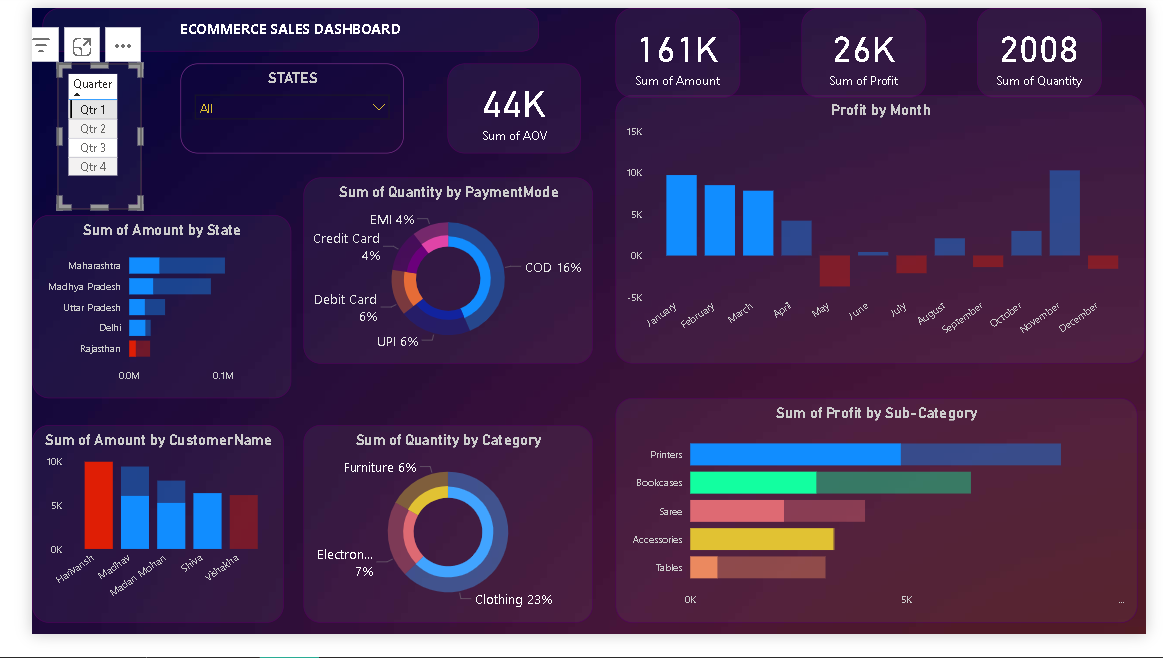 ECOMMERCE SALES DASHBOARD
Quarter
Qtr 1
Qtr 2
Qtr 3
Qtr 4
STATES
All
44K
Sum of AOV
161K
Sum of Amount
26K
Sum of Profit
2008
Sum of Quantity
Profit by Month
15K
10K
5K
0K
-5K
January
February
March
April
May
June
July
August
September
October
November
December
Sum of Amount by State
Maharashtra
Madhya Pradesh
Uttar Pradesh
Delhi
Rajasthan
0.0M
0.1M
Sum of Quantity by PaymentMode
EMI 4%
Credit Card
4%
Debit Card
6%
UPI 6%
COD 16%
Sum of Amount by CustomerName
10K
5K
0K
Harivansh
Madhav
Madan Mohan
Shiva
Vishakha
Sum of Quantity by Category
Furniture 6%
Electron...
7%
Clothing 23%
Sum of Profit by Sub-Category
Printers
Bookcases
Saree
Accessories
Tables
0K
5K
...